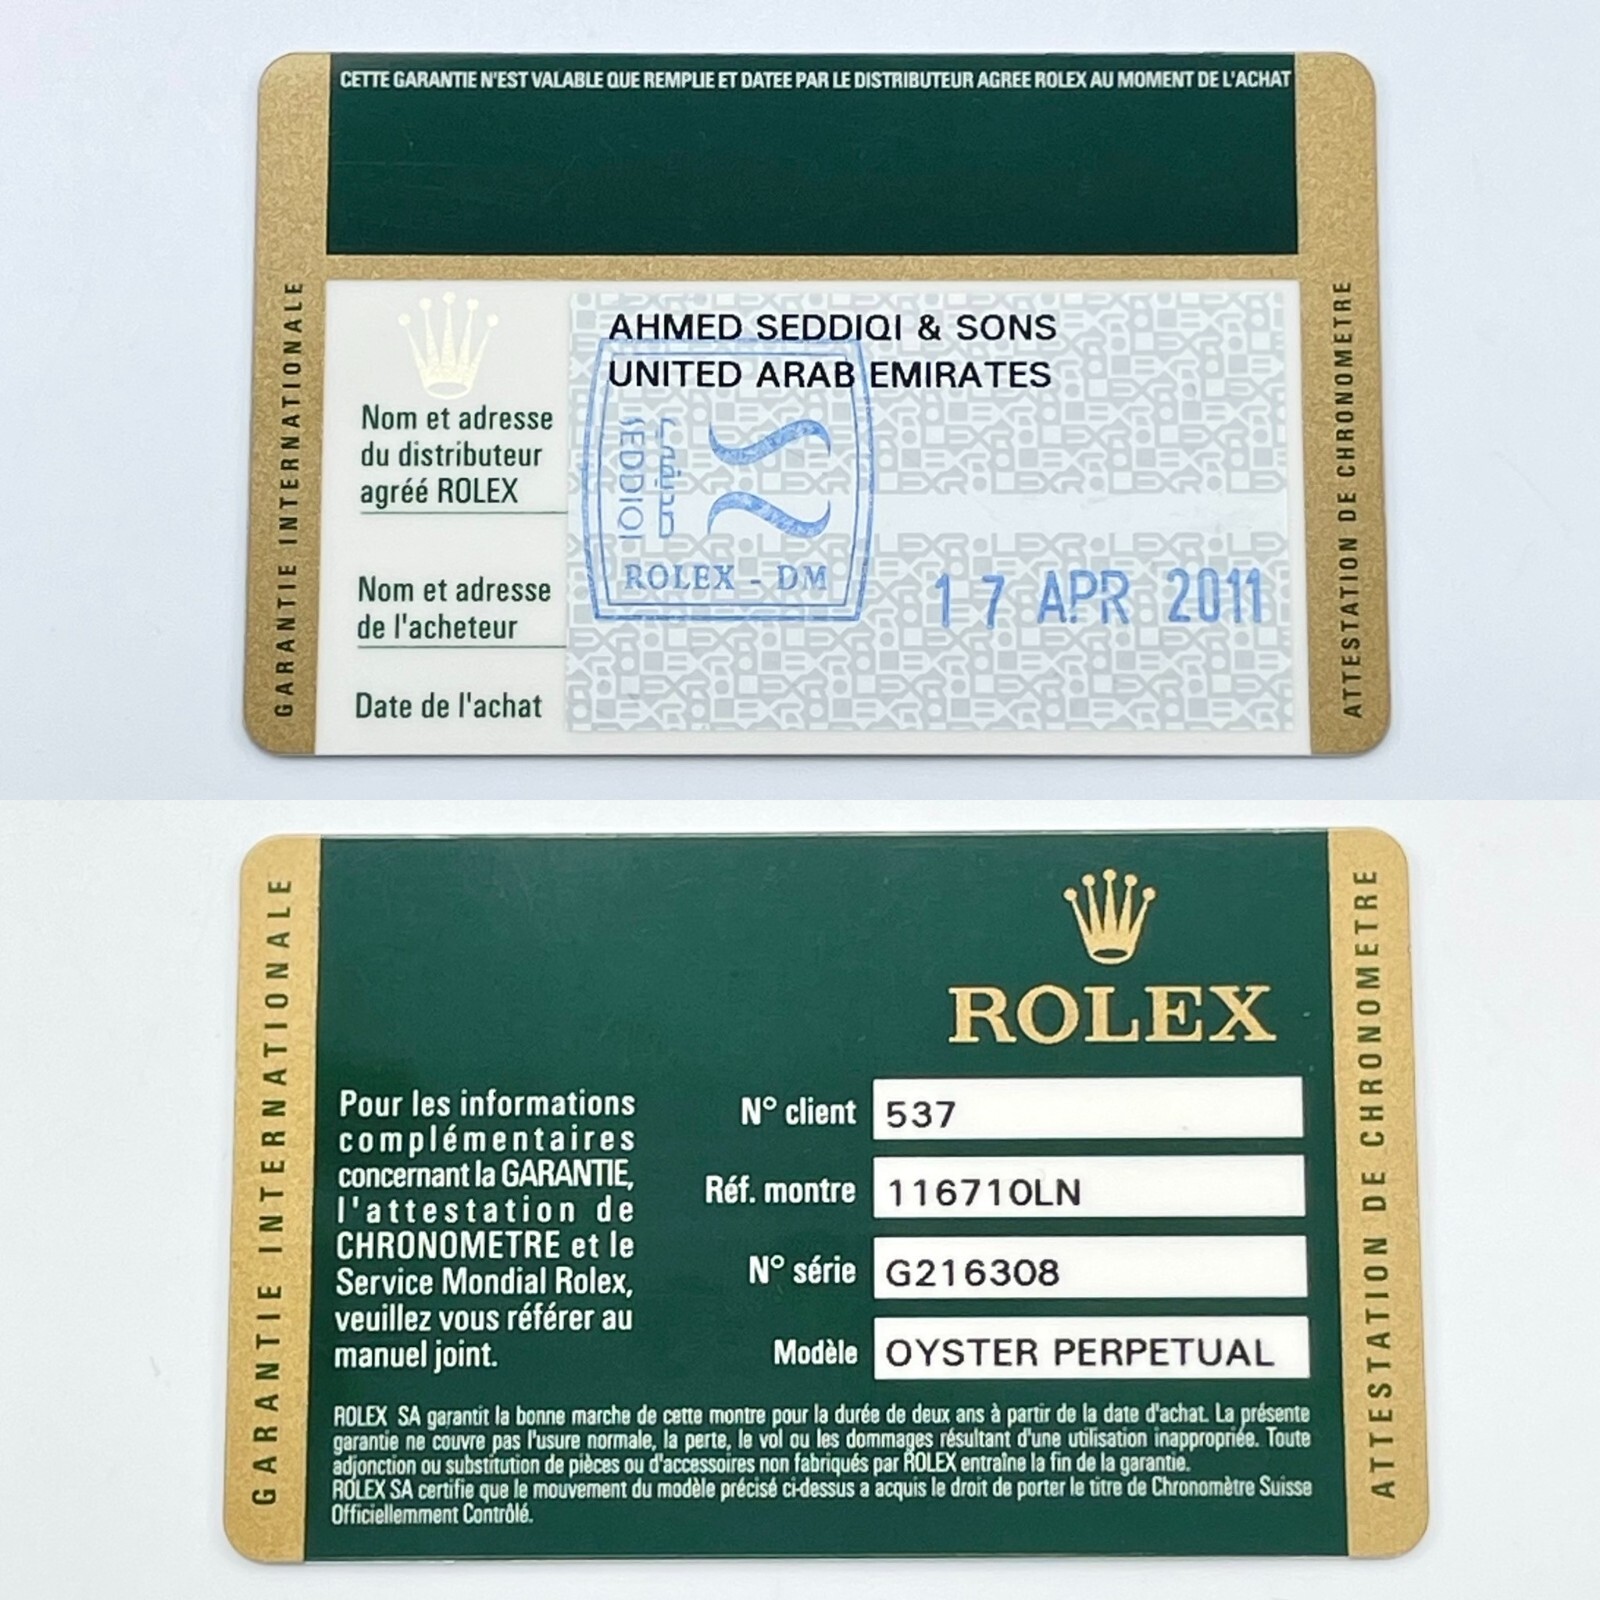 CETTE GARANTIE N'EST VALABLE QUE REMPLIE ET DATEE PAR LE DISTRIBUTEUR AGREE ROLEX AU MOMENT DE L'ACHAT
GARANTIE INTERNATIONALE
AHMED SEDDIQI & SONS
UNITED ARAB EMIRATES
Nom et adresse
du distributeur
agréé ROLEX
صديقي
SEDDIQI
ROLEX - DM
17 APR 2011
Nom et adresse
de l'acheteur
Date de l'achat
ATTESTATION DE CHRONOMETRE
GARANTIE INTERNATIONALE
ROLEX
Pour les informations
complémentaires
concernant la GARANTIE,
l'attestation de
CHRONOMETRE et le
Service Mondial Rolex,
veuillez vous référer au
manuel joint.
N° client 537
Réf. montre 116710LN
N° série G216308
Modèle OYSTER PERPETUAL
ROLEX SA garantit la bonne marche de cette montre pour la durée de deux ans à partir de la date d'achat. La présente
garantie ne couvre pas l'usure normale, la perte, le vol ou les dommages résultant d'une utilisation inappropriée. Toute
adjonction ou substitution de pièces ou d'accessoires non fabriqués par ROLEX entraîne la fin de la garantie.
ROLEX SA certifie que le mouvement du modèle précisé ci-dessus a acquis le droit de porter le titre de Chronomètre Suisse
Officiellement Contrôlé.
ATTESTATION DE CHRONOMETRE